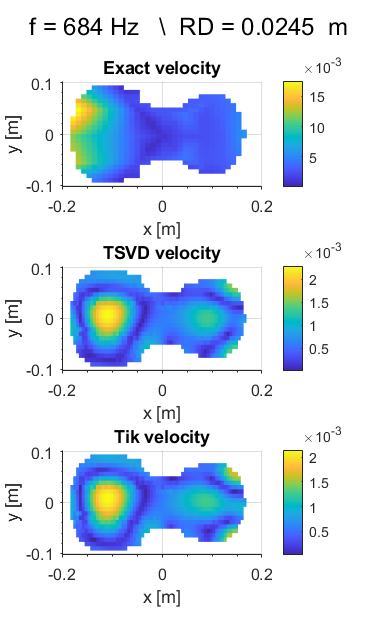 f = 684 Hz \ RD = 0.0245 m
Exact velocity
× 10⁻³
0.1
0
-0.1
y [m]
-0.2 0 0.2
x [m]
15
10
5
TSVD velocity
× 10⁻³
0.1
0
-0.1
y [m]
-0.2 0 0.2
x [m]
2
1.5
1
0.5
Tik velocity
× 10⁻³
0.1
0
-0.1
y [m]
-0.2 0 0.2
x [m]
2
1.5
1
0.5